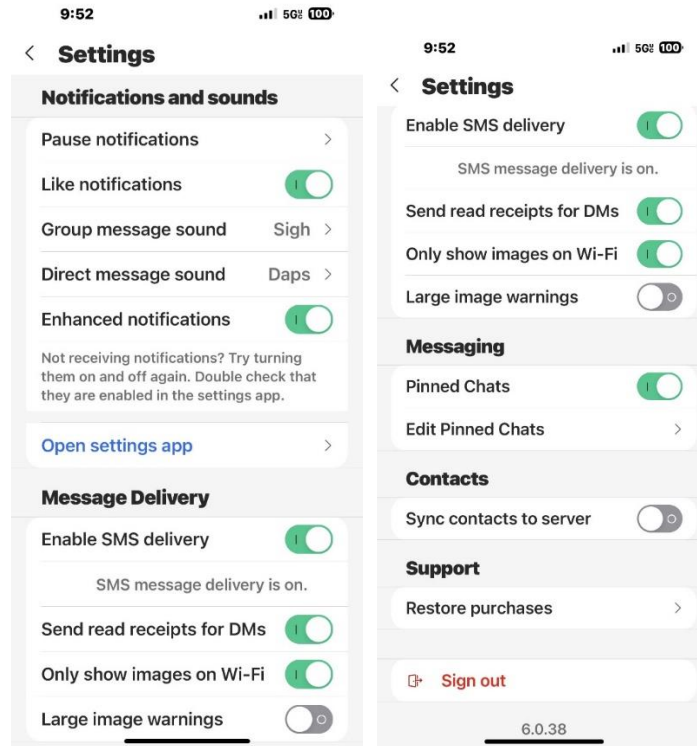 9:52
5G
100
Settings
Notifications and sounds
Pause notifications
Like notifications
Group message sound Sigh
Direct message sound Daps
Enhanced notifications
Not receiving notifications? Try turning
them on and off again. Double check that
they are enabled in the settings app.
Open settings app
Message Delivery
Enable SMS delivery
SMS message delivery is on.
Send read receipts for DMs
Only show images on Wi-Fi
Large image warnings
9:52
5G
100
Settings
Enable SMS delivery
SMS message delivery is on.
Send read receipts for DMs
Only show images on Wi-Fi
Large image warnings
Messaging
Pinned Chats
Edit Pinned Chats
Contacts
Sync contacts to server
Support
Restore purchases
Sign out
6.0.38